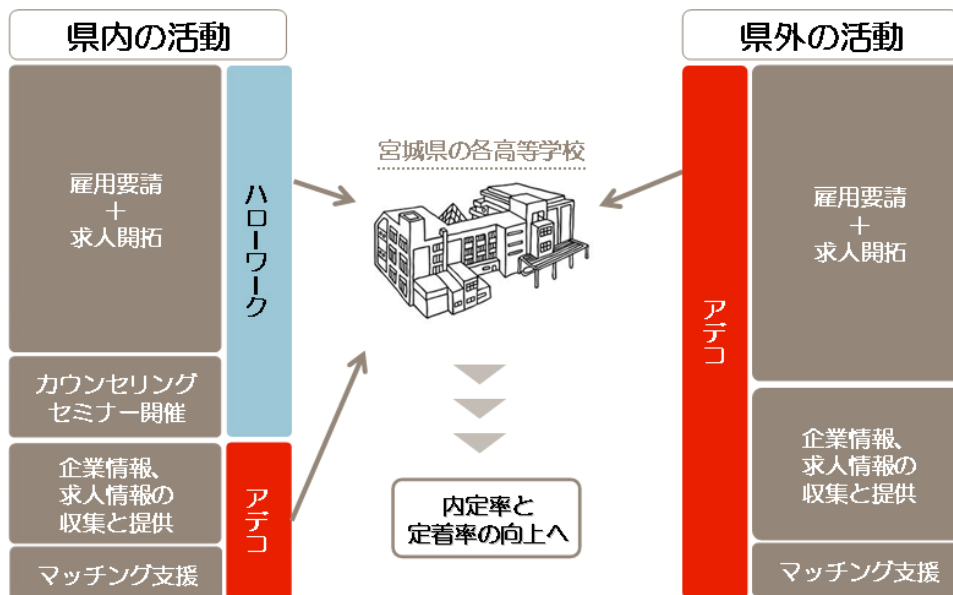 県内の活動
雇用要請
+
求人開拓
カウンセリング
セミナー開催
企業情報、
求人情報の
収集と提供
マッチング支援
ハローワーク
アデコ
宮城県の各高等学校
内定率と
定着率の向上へ
県外の活動
アデコ
雇用要請
+
求人開拓
企業情報、
求人情報の
収集と提供
マッチング支援